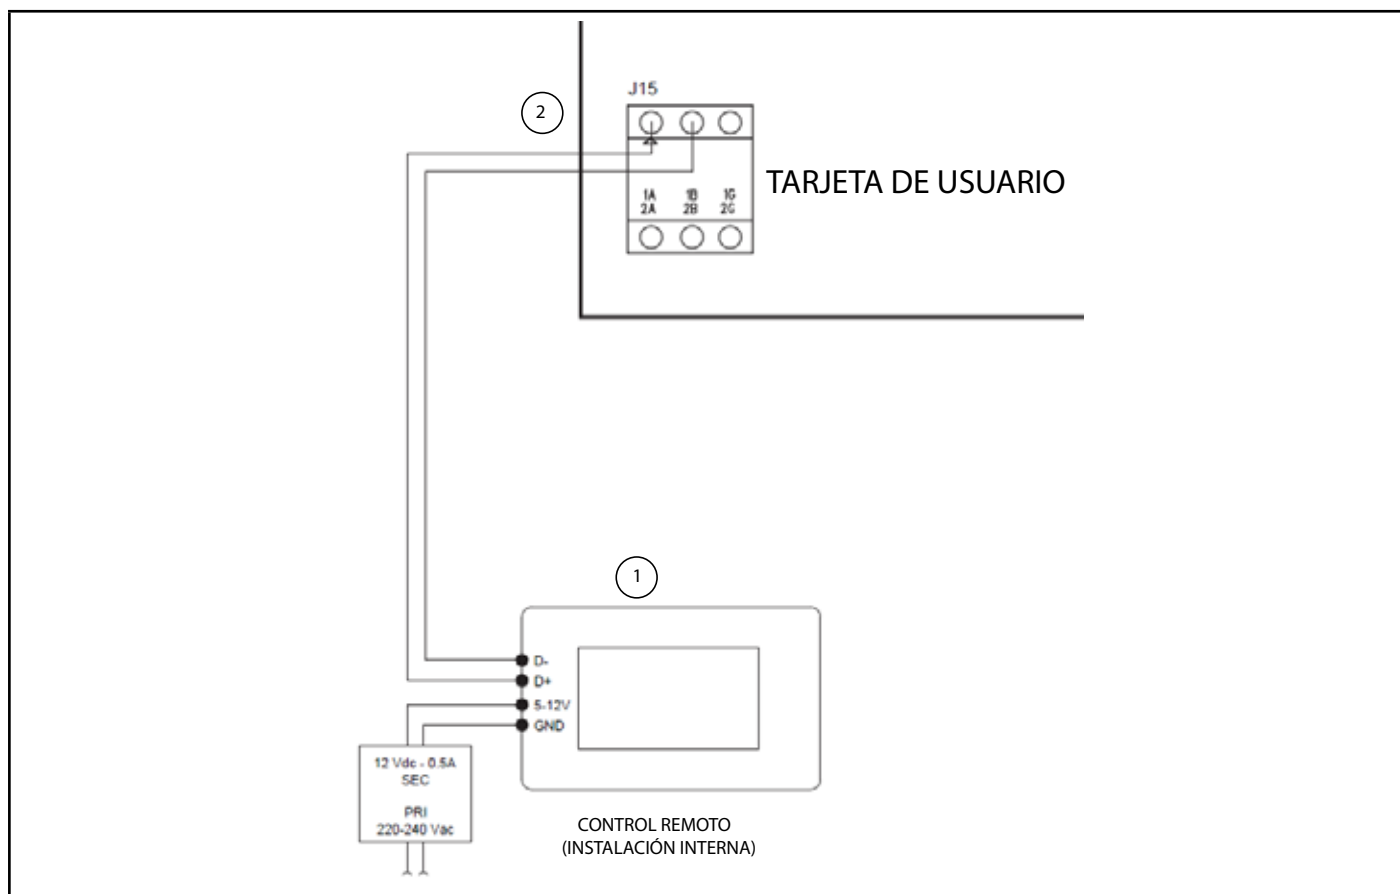 J15
2
TARJETA DE USUARIO
1A 1B 1G
2A 2B 2G
1
D-
D+
5-12V
GND
12 Vdc - 0.5A
SEC
PRI
220-240 Vac
CONTROL REMOTO
(INSTALACIÓN INTERNA)